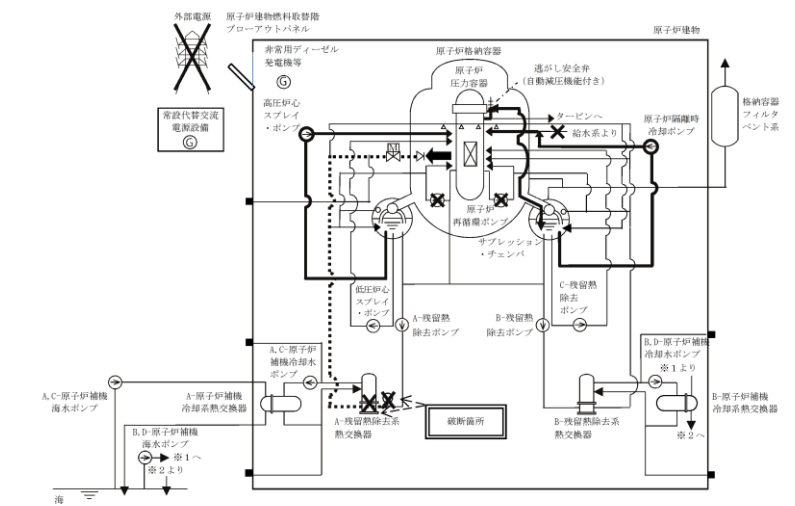 外部電源
原子炉建物燃料取替階
ブローアウトパネル
原子炉建物
非常用ディーゼル
発電機等
G
原子炉格納容器
原子炉
圧力容器
逃がし安全弁
(自動減圧機能付き)
高圧炉心
スプレイ
・ポンプ
常設代替交流
電源設備
G
タービンへ
給水系より
原子炉隔離時
冷却ポンプ
格納容器
フィルタ
ベント系
原子炉
再循環ポンプ
サプレッション
・チェンバ
低圧炉心
スプレイ
・ポンプ
A-残留熱
除去ポンプ
B-残留熱
除去ポンプ
C-残留熱
除去
ポンプ
A,C-原子炉
補機冷却水
ポンプ
B,D-原子炉補機
冷却水ポンプ
※1より
A,C-原子炉補機
海水ポンプ
A-原子炉補機
冷却系熱交換器
A-残留熱除去系
熱交換器
破断箇所
B-残留熱除去系
熱交換器
B-原子炉補機
冷却系熱交換器
※2へ
B,D-原子炉補機
海水ポンプ
※1へ
※2より
海